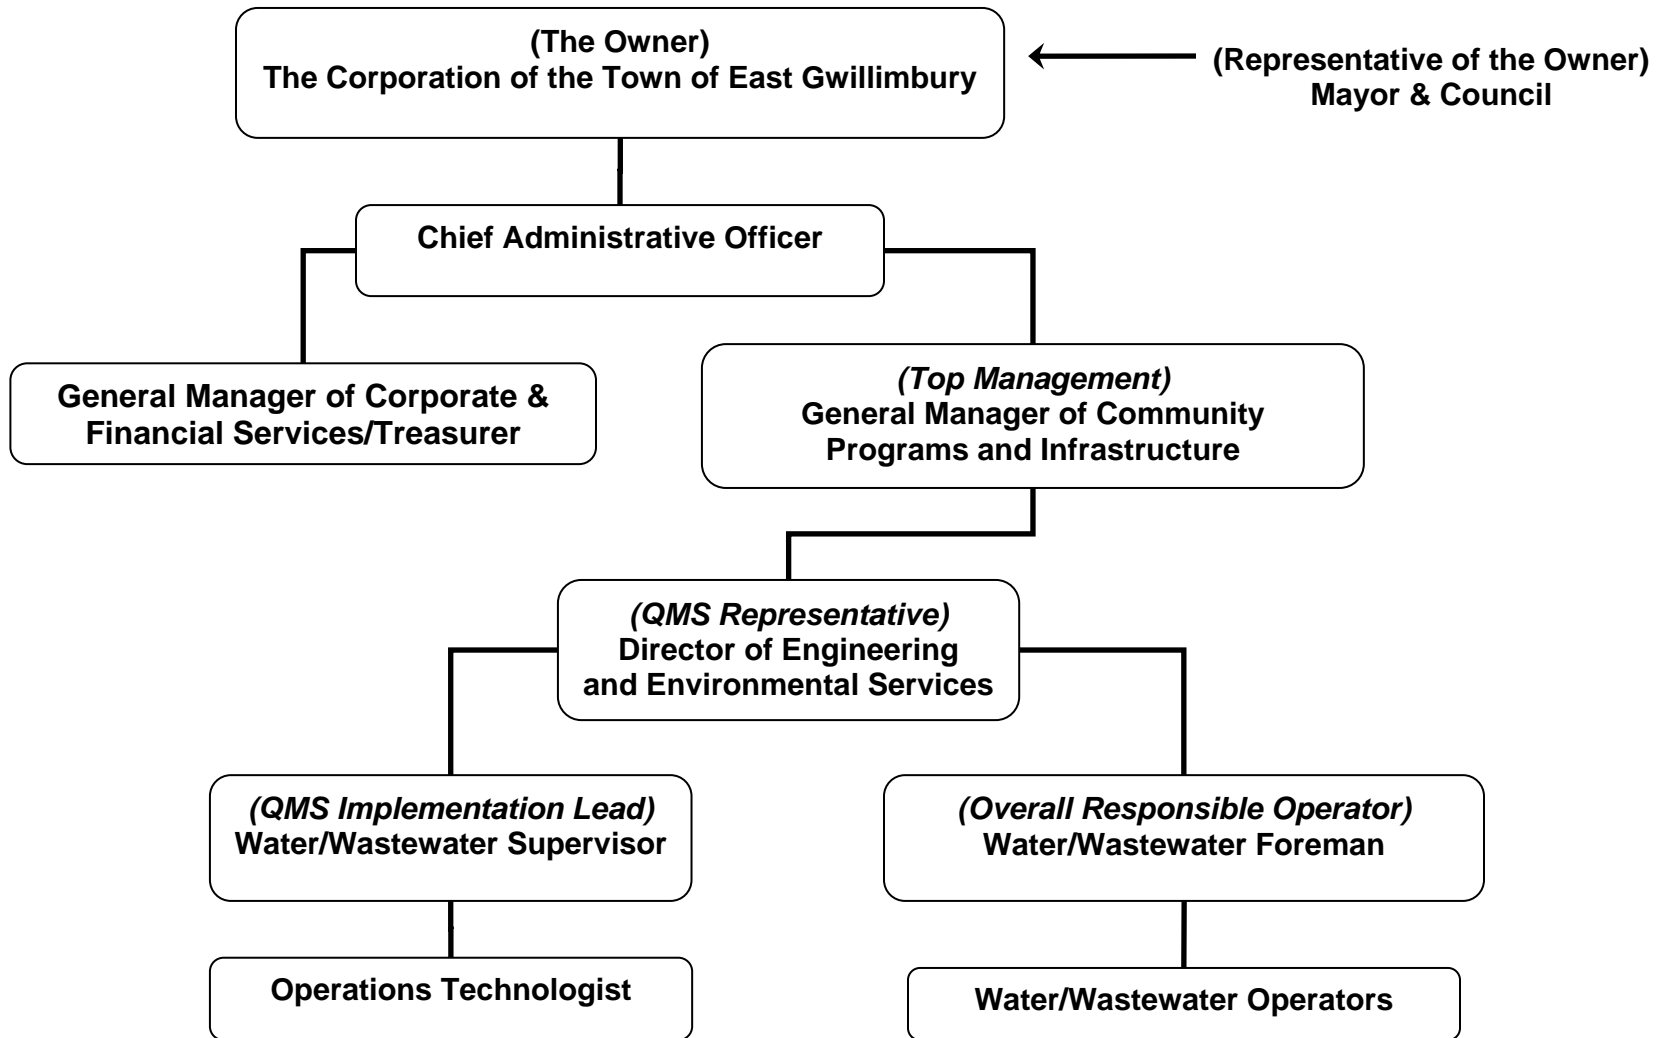 (The Owner)
The Corporation of the Town of East Gwillimbury
(Representative of the Owner)
Mayor & Council
Chief Administrative Officer
General Manager of Corporate &
Financial Services/Treasurer
(Top Management)
General Manager of Community
Programs and Infrastructure
(QMS Representative)
Director of Engineering
and Environmental Services
(QMS Implementation Lead)
Water/Wastewater Supervisor
(Overall Responsible Operator)
Water/Wastewater Foreman
Operations Technologist
Water/Wastewater Operators